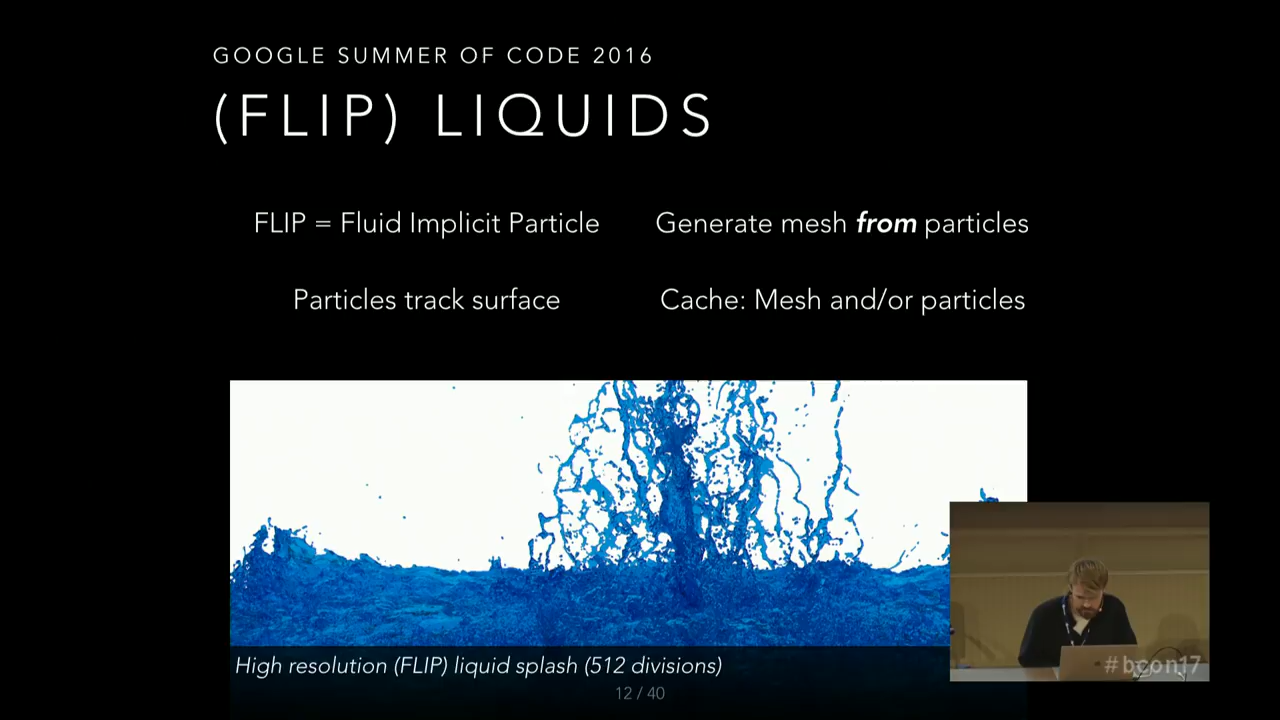 GOOGLE SUMMER OF CODE 2016
(FLIP) LIQUIDS
FLIP = Fluid Implicit Particle
Generate mesh from particles
Particles track surface
Cache: Mesh and/or particles
High resolution (FLIP) liquid splash (512 divisions)
12 / 40
#bcon17